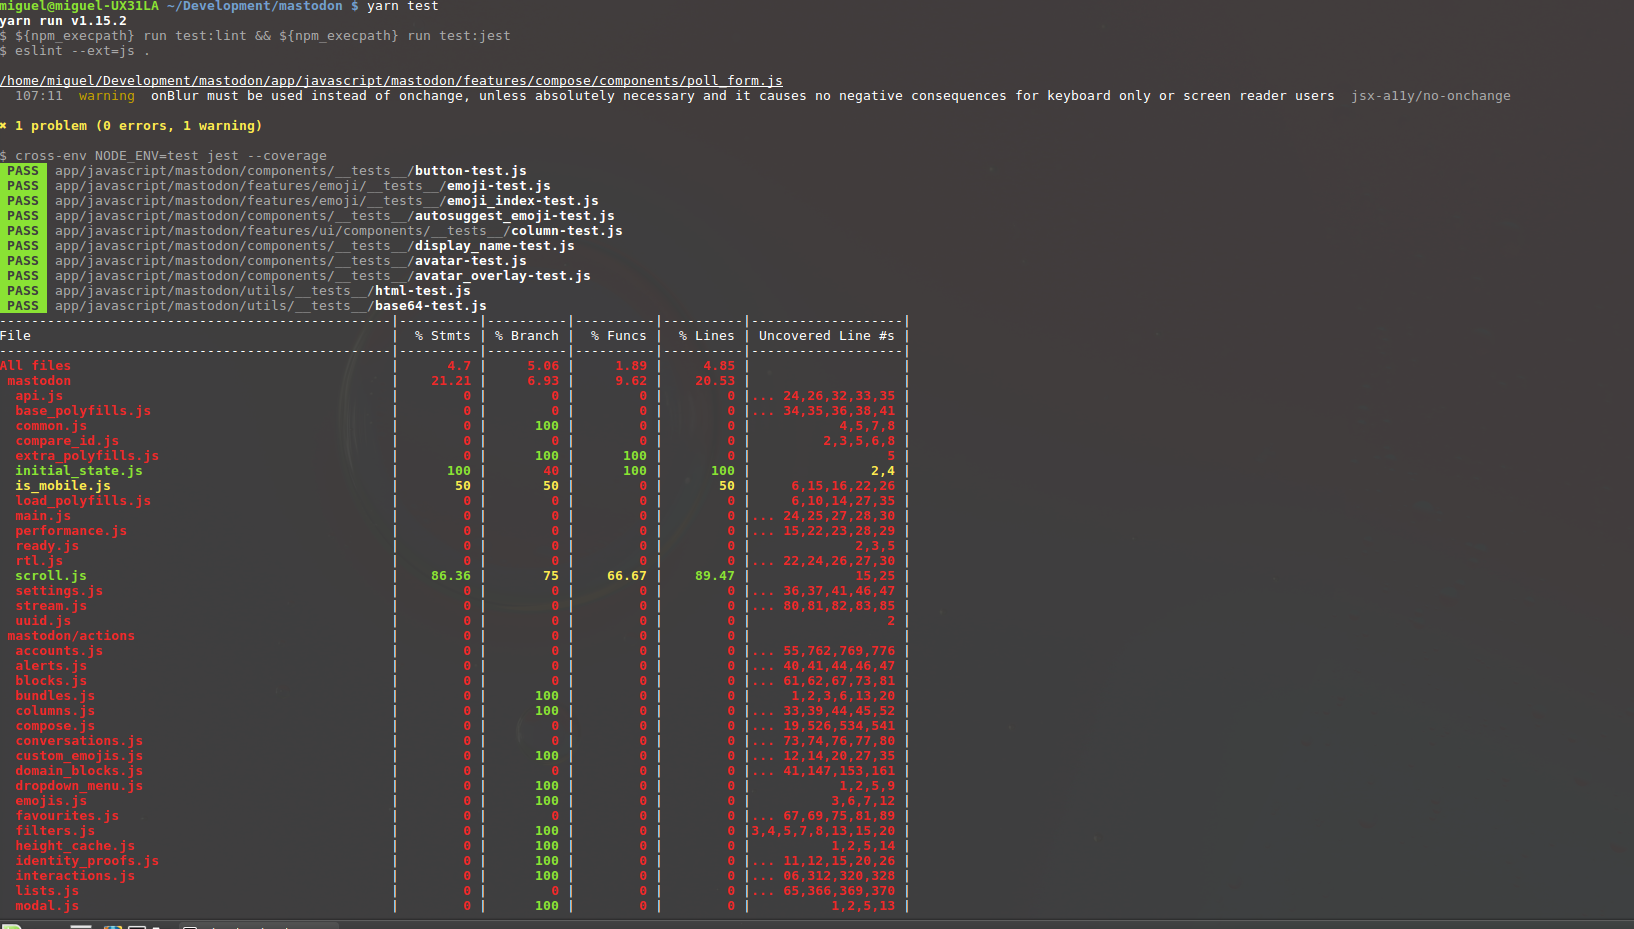 miguel@miguel-UX31LA ~/Development/mastodon $ yarn test
yarn run v1.15.2
$ ${npm_execpath} run test:lint && ${npm_execpath} run test:jest
$ eslint --ext=js .
/home/miguel/Development/mastodon/app/javascript/mastodon/features/compose/components/poll_form.js
107:11 warning onBlur must be used instead of onchange, unless absolutely necessary and it causes no negative consequences for keyboard only or screen reader users jsx-a11y/no-onchange
✖ 1 problem (0 errors, 1 warning)
$ cross-env NODE_ENV=test jest --coverage
PASS app/javascript/mastodon/components/__tests__/button-test.js
PASS app/javascript/mastodon/features/emoji/__tests__/emoji-test.js
PASS app/javascript/mastodon/features/emoji/__tests__/emoji_index-test.js
PASS app/javascript/mastodon/components/__tests__/autosuggest_emoji-test.js
PASS app/javascript/mastodon/features/ui/components/__tests__/column-test.js
PASS app/javascript/mastodon/components/__tests__/display_name-test.js
PASS app/javascript/mastodon/components/__tests__/avatar-test.js
PASS app/javascript/mastodon/components/__tests__/avatar_overlay-test.js
PASS app/javascript/mastodon/utils/__tests__/html-test.js
PASS app/javascript/mastodon/utils/__tests__/base64-test.js
-------------------------------------------------|----------|----------|----------|----------|-------------------|
File | % Stmts | % Branch | % Funcs | % Lines | Uncovered Line #s |
-------------------------------------------------|----------|----------|----------|----------|-------------------|
All files | 4.7 | 5.06 | 1.89 | 4.85 | |
mastodon | 21.21 | 6.93 | 9.62 | 20.53 | |
api.js | 0 | 0 | 0 | 0 |... 24,26,32,33,35 |
base_polyfills.js | 0 | 0 | 0 | 0 |... 34,35,36,38,41 |
common.js | 0 | 100 | 0 | 0 | 4,5,7,8 |
compare_id.js | 0 | 0 | 0 | 0 | 2,3,5,6,8 |
extra_polyfills.js | 0 | 100 | 100 | 0 | 5 |
initial_state.js | 100 | 40 | 100 | 100 | 2,4 |
is_mobile.js | 50 | 50 | 0 | 50 | 6,15,16,22,26 |
load_polyfills.js | 0 | 0 | 0 | 0 | 6,10,14,27,35 |
main.js | 0 | 0 | 0 | 0 |... 24,25,27,28,30 |
performance.js | 0 | 0 | 0 | 0 |... 15,22,23,28,29 |
ready.js | 0 | 0 | 0 | 0 | 2,3,5 |
rtl.js | 0 | 0 | 0 | 0 |... 22,24,26,27,30 |
scroll.js | 86.36 | 75 | 66.67 | 89.47 | 15,25 |
settings.js | 0 | 0 | 0 | 0 |... 36,37,41,46,47 |
stream.js | 0 | 0 | 0 | 0 |... 80,81,82,83,85 |
uuid.js | 0 | 0 | 0 | 0 | 2 |
mastodon/actions | 0 | 0 | 0 | 0 | |
accounts.js | 0 | 0 | 0 | 0 |... 55,762,769,776 |
alerts.js | 0 | 0 | 0 | 0 |... 40,41,44,46,47 |
blocks.js | 0 | 0 | 0 | 0 |... 61,62,67,73,81 |
bundles.js | 0 | 100 | 0 | 0 | 1,2,3,6,13,20 |
columns.js | 0 | 100 | 0 | 0 |... 33,39,44,45,52 |
compose.js | 0 | 0 | 0 | 0 |... 19,526,534,541 |
conversations.js | 0 | 0 | 0 | 0 |... 73,74,76,77,80 |
custom_emojis.js | 0 | 100 | 0 | 0 |... 12,14,20,27,35 |
domain_blocks.js | 0 | 0 | 0 | 0 |... 41,147,153,161 |
dropdown_menu.js | 0 | 100 | 0 | 0 | 1,2,5,9 |
emojis.js | 0 | 100 | 0 | 0 | 3,6,7,12 |
favourites.js | 0 | 0 | 0 | 0 |... 67,69,75,81,89 |
filters.js | 0 | 100 | 0 | 0 |3,4,5,7,8,13,15,20 |
height_cache.js | 0 | 100 | 0 | 0 | 1,2,5,14 |
identity_proofs.js | 0 | 100 | 0 | 0 |... 11,12,15,20,26 |
interactions.js | 0 | 100 | 0 | 0 |... 06,312,320,328 |
lists.js | 0 | 0 | 0 | 0 |... 65,366,369,370 |
modal.js | 0 | 100 | 0 | 0 | 1,2,5,13 |